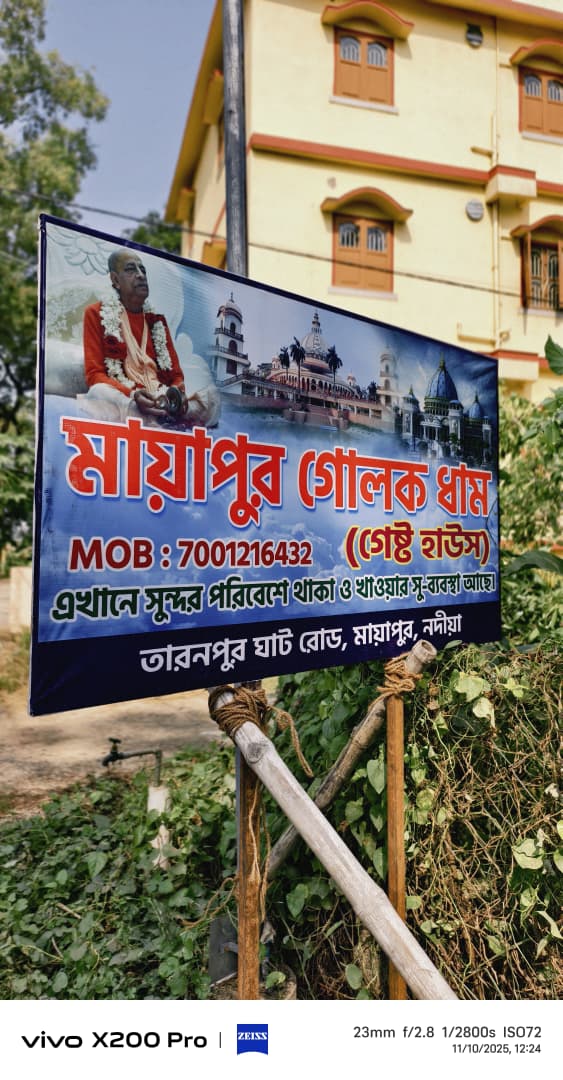 মায়াপুর গোলক ধাম
MOB : 7001216432 (গেষ্ট হাউস)
এখানে সুন্দর পরিবেশে থাকা ও খাওয়ার সু-ব্যবস্থা আছে।
তারনপুর ঘাট রোড, মায়াপুর, নদীয়া
vivo X200 Pro | ZEISS 23mm f/2.8 1/2800s ISO72
11/10/2025, 12:24